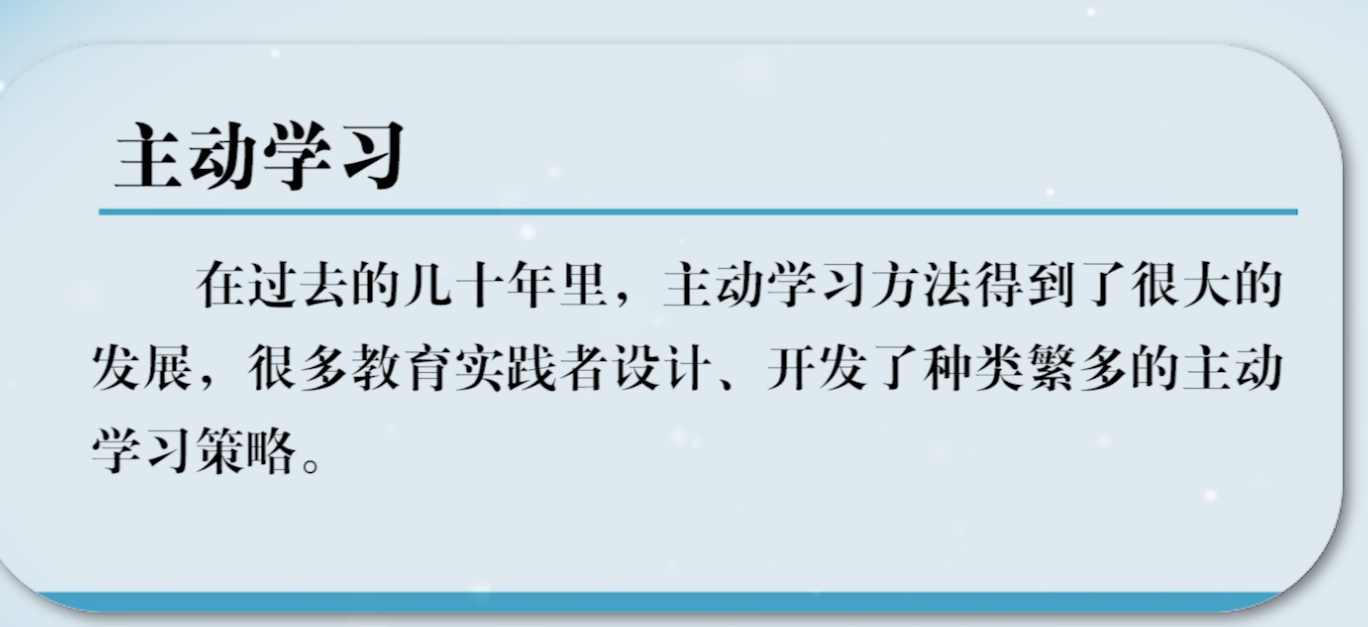 主动学习
在过去的几十年里，主动学习方法得到了很大的
发展，很多教育实践者设计、开发了种类繁多的主动
学习策略。